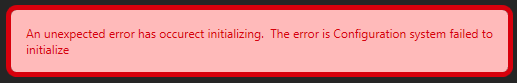 An unexpected error has occurect initializing.  The error is Configuration system failed to
initialize